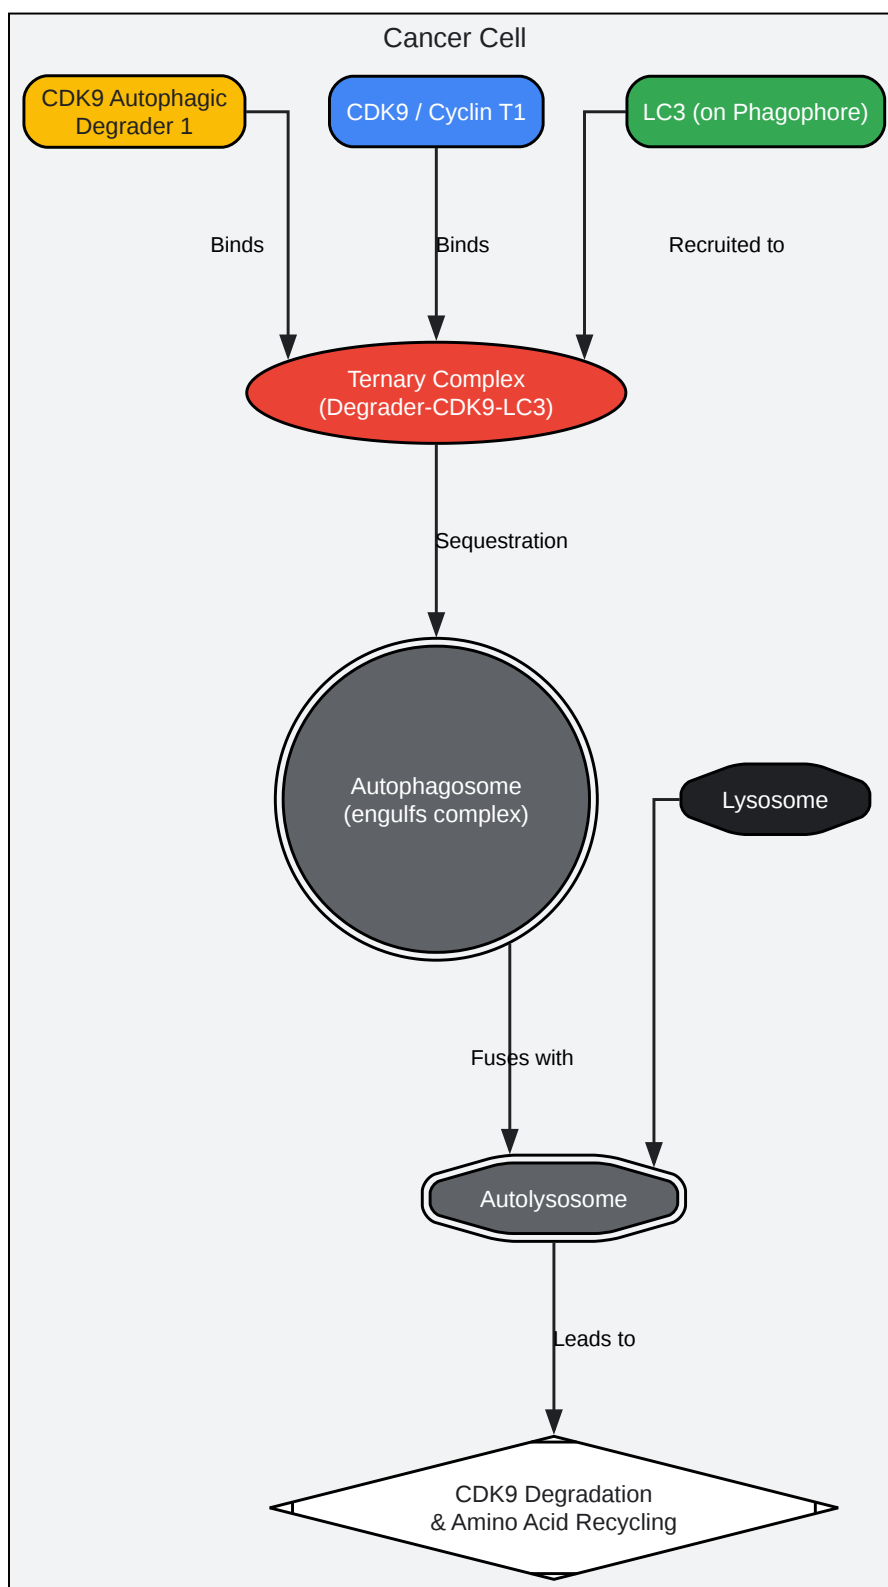 Cancer Cell
CDK9 Autophagic
Degrader 1
CDK9 / Cyclin T1
LC3 (on Phagophore)
Binds
Binds
Recruited to
Ternary Complex
(Degrader-CDK9-LC3)
Sequestration
Autophagosome
(engulfs complex)
Lysosome
Fuses with
Autolysosome
Leads to
CDK9 Degradation
& Amino Acid Recycling